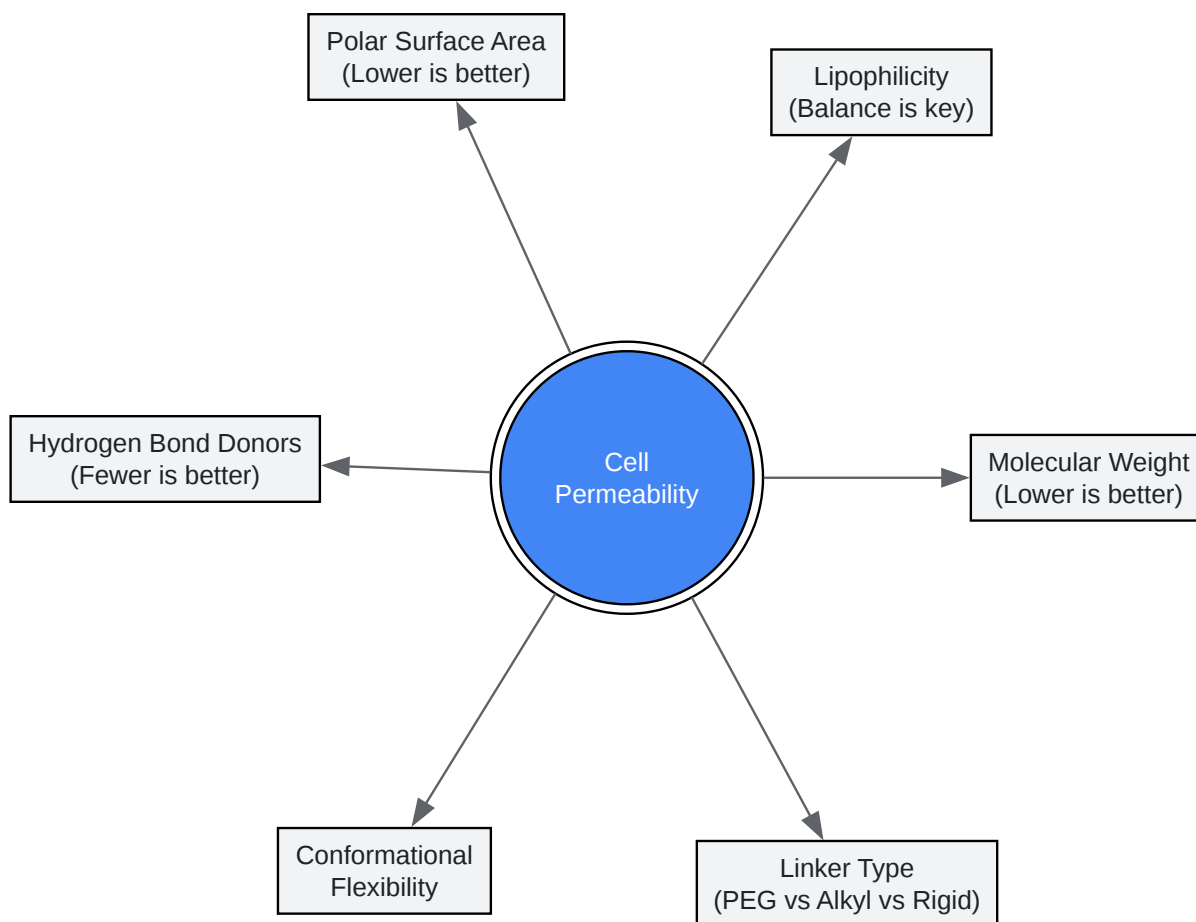 Polar Surface Area
(Lower is better)
Lipophilicity
(Balance is key)
Hydrogen Bond Donors
(Fewer is better)
Cell
Permeability
Molecular Weight
(Lower is better)
Conformational
Flexibility
Linker Type
(PEG vs Alkyl vs Rigid)